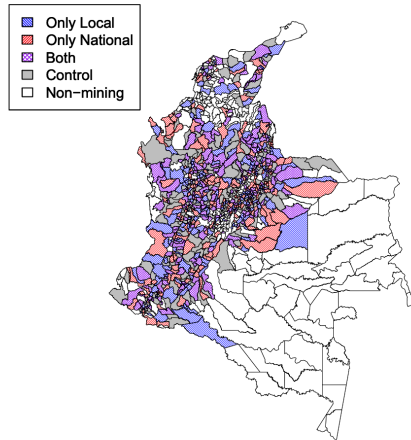 Only Local
Only National
Both
Control
Non−mining